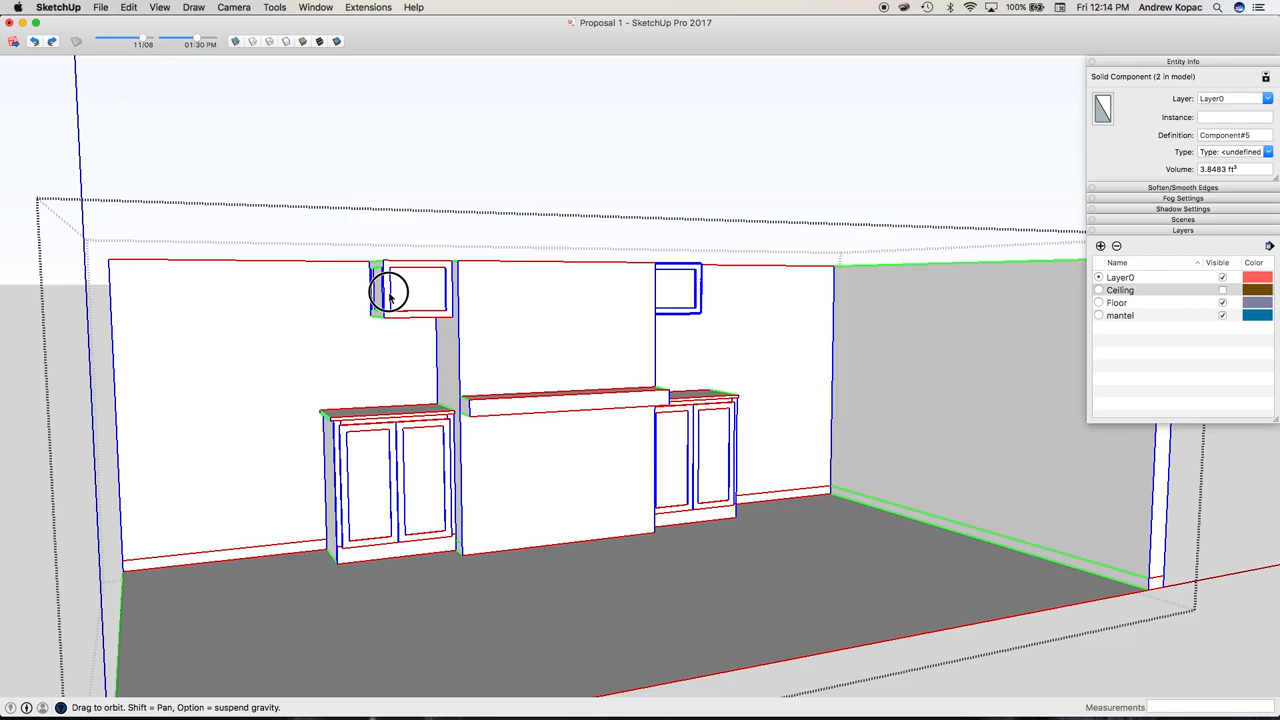 SketchUp File Edit View Draw Camera Tools Window Extensions Help 100% Fri 12:14 PM Andrew Kopac
Proposal 1 - SketchUp Pro 2017
11/08 01:30 PM
Entity Info
Solid Component (2 in model)
Layer: Layer0
Instance:
Definition: Component#5
Type: Type: <undefined
Volume: 3.8483 ft³
Soften/Smooth Edges
Fog Settings
Shadow Settings
Scenes
Layers
Name Visible Color
Layer0
Ceiling
Floor
mantel
Drag to orbit. Shift = Pan, Option = suspend gravity. Measurements